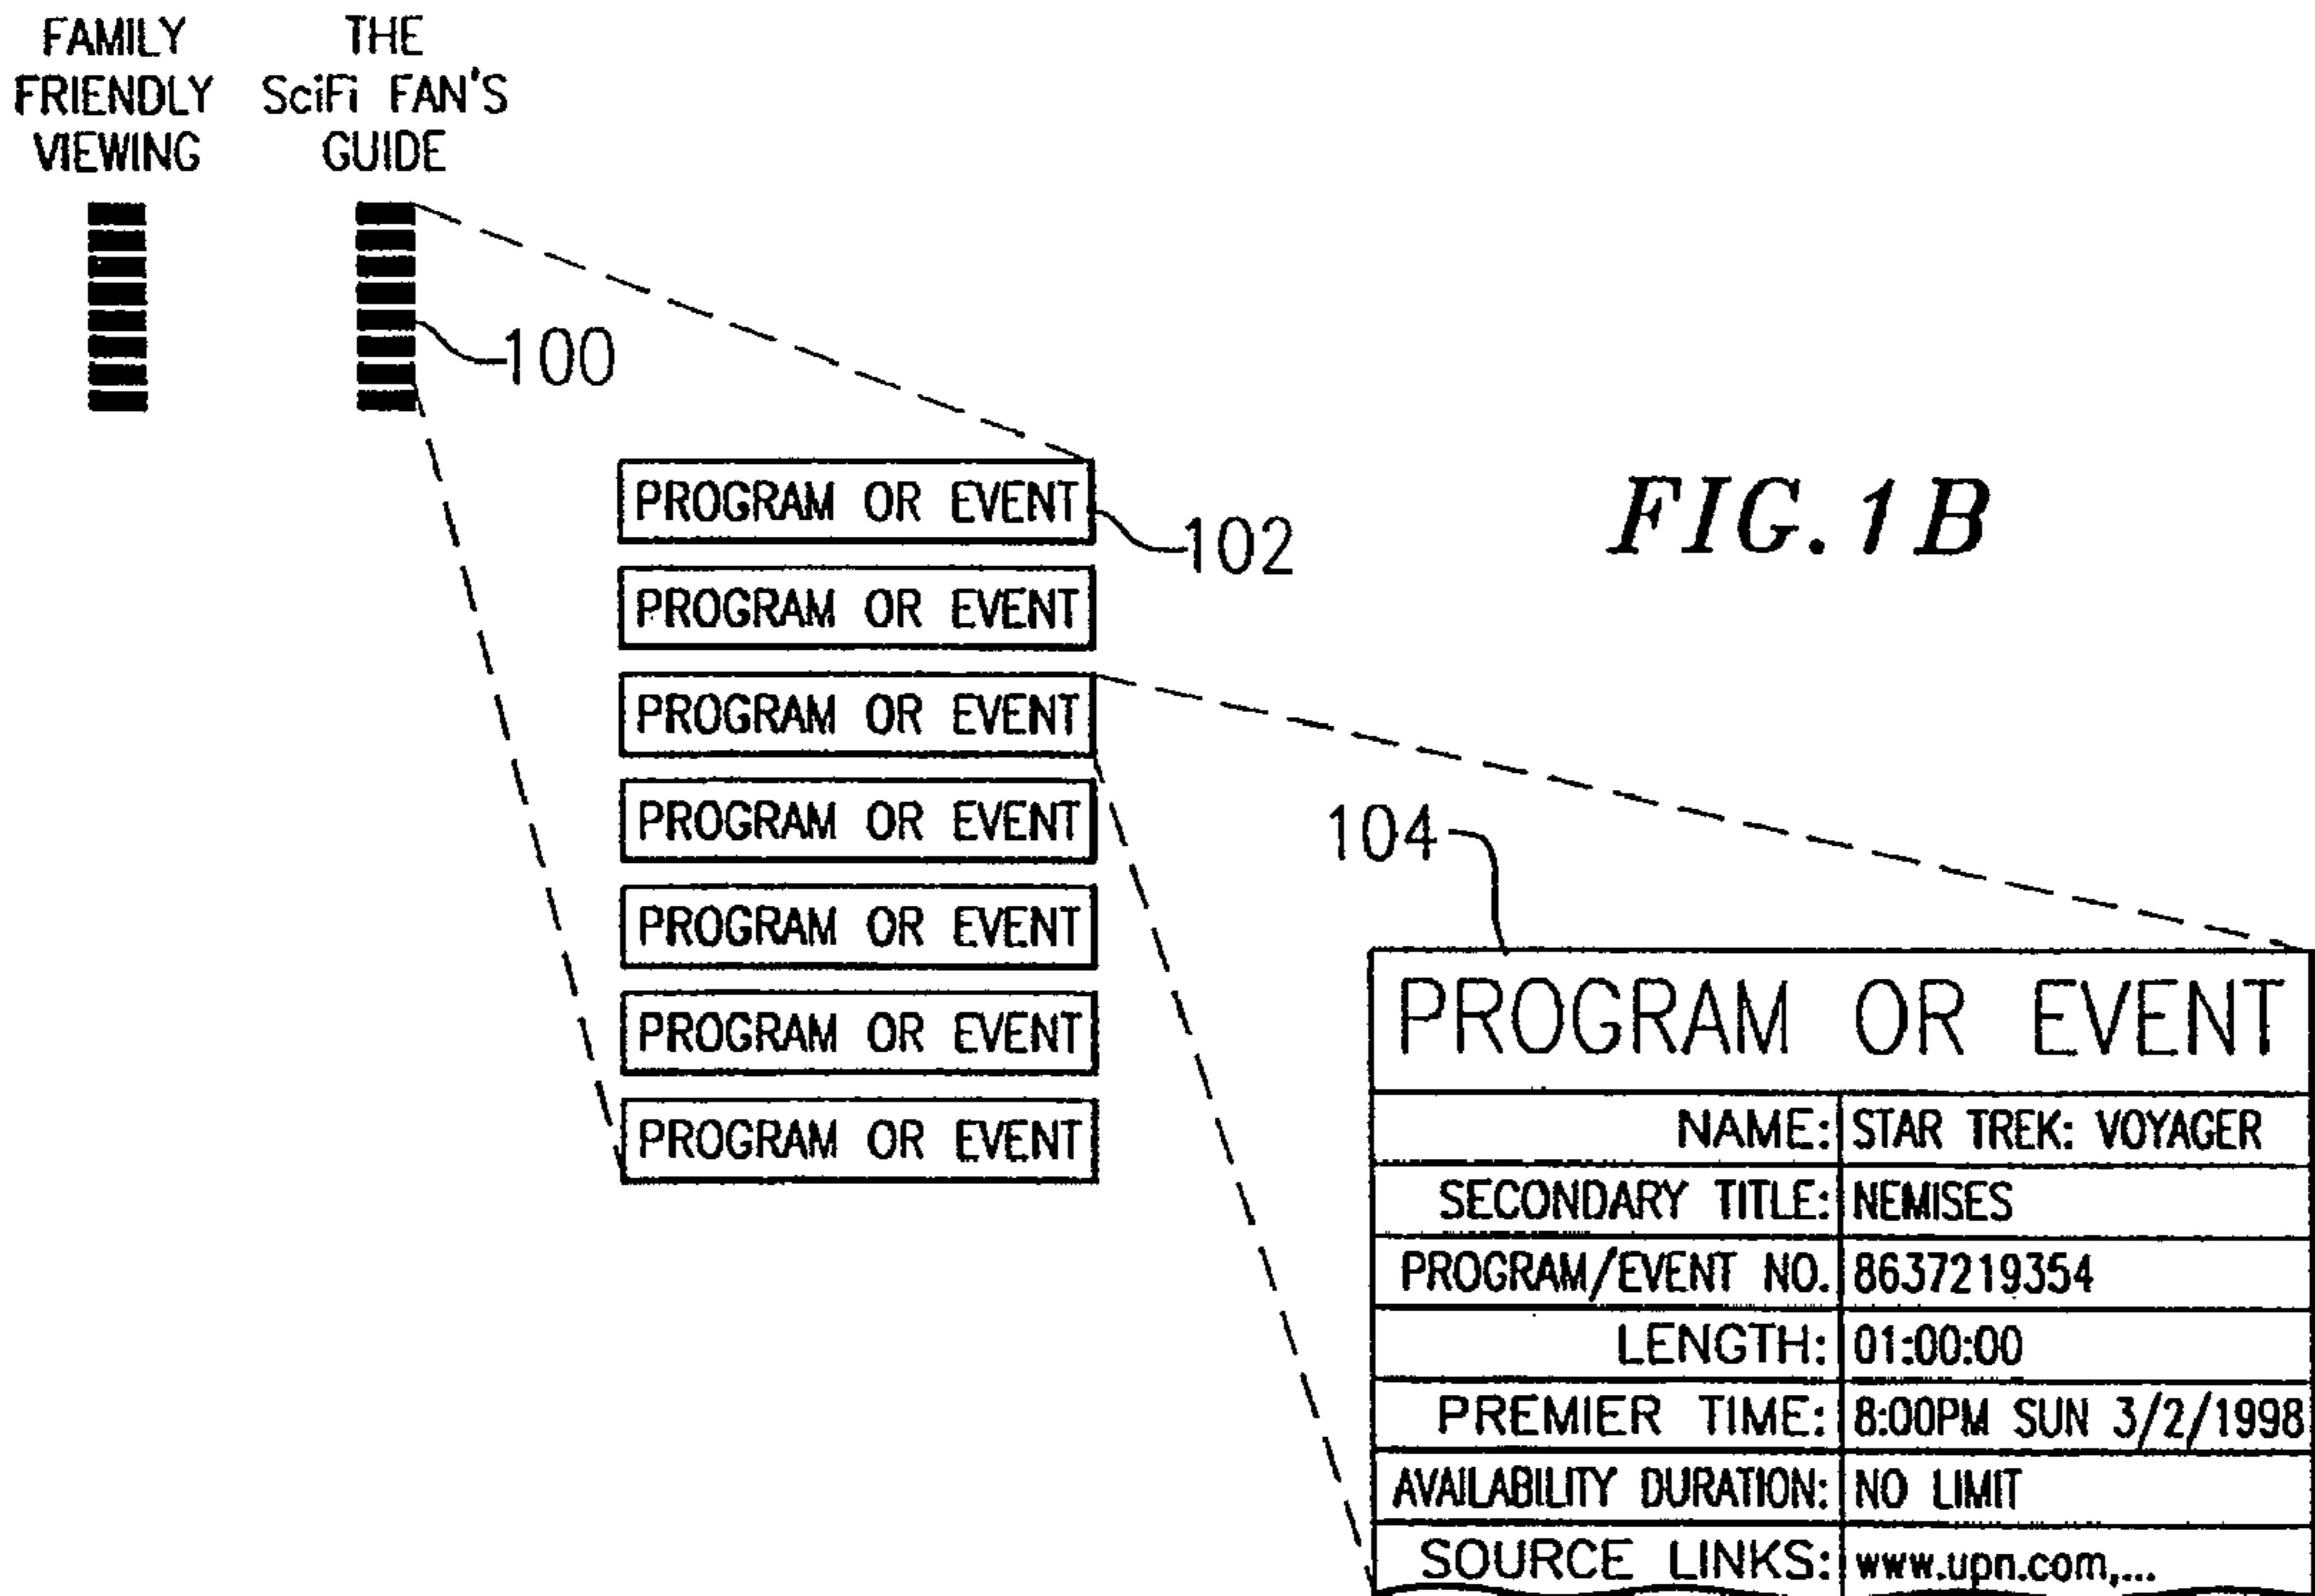 FAMILY
FRIENDLY
VIEWING
THE
SciFi FAN'S
GUIDE
100
PROGRAM OR EVENT
102
PROGRAM OR EVENT
PROGRAM OR EVENT
PROGRAM OR EVENT
PROGRAM OR EVENT
PROGRAM OR EVENT
PROGRAM OR EVENT
FIG. 1B
104
PROGRAM OR EVENT
NAME: STAR TREK: VOYAGER
SECONDARY TITLE: NEMISES
PROGRAM/EVENT NO. 8637219354
LENGTH: 01:00:00
PREMIER TIME: 8:00PM SUN 3/2/1998
AVAILABILITY DURATION: NO LIMIT
SOURCE LINKS: www.upn.com,...